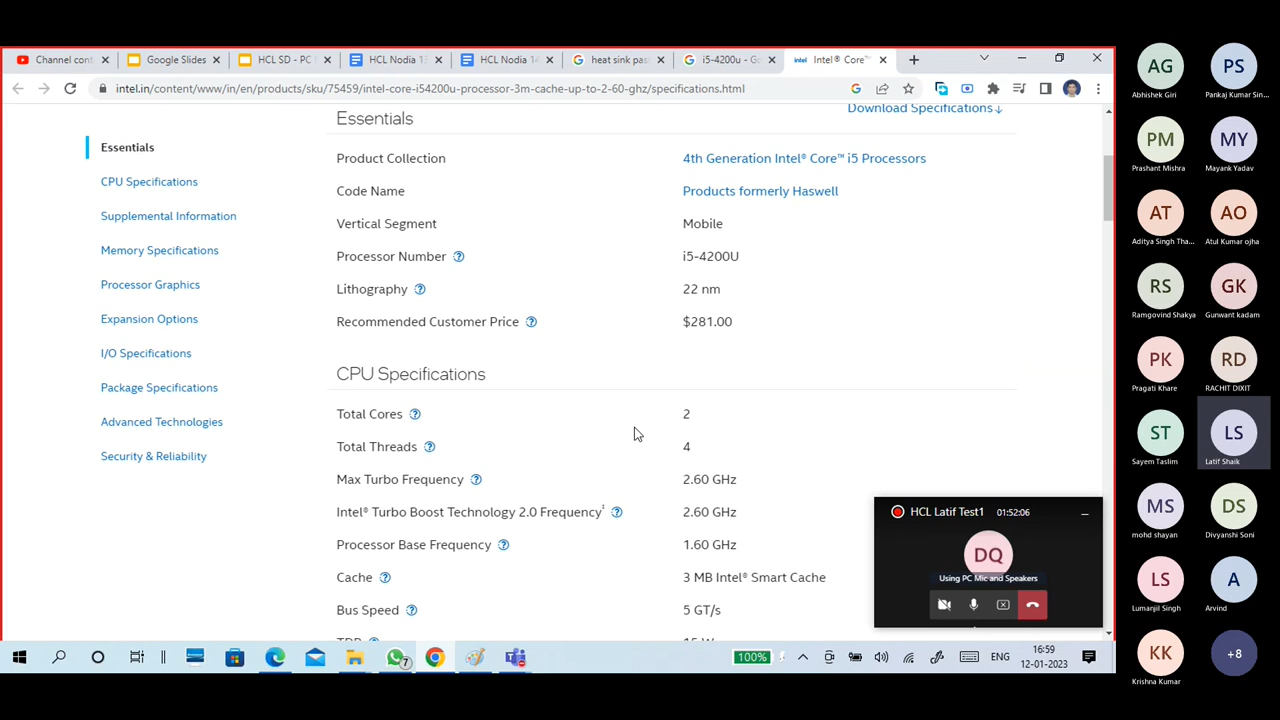 Channel cont
Google Slides
HCL SD - PC
HCL Nodia 13
HCL Nodia 14
heat sink pas
i5-4200u - Go
intel
Intel® Core™
intel.in/content/www/in/en/products/sku/75459/intel-core-i54200u-processor-3m-cache-up-to-2-60-ghz/specifications.html
Download Specifications
Essentials
CPU Specifications
Supplemental Information
Memory Specifications
Processor Graphics
Expansion Options
I/O Specifications
Package Specifications
Advanced Technologies
Security & Reliability
Essentials
Product Collection 4th Generation Intel® Core™ i5 Processors
Code Name Products formerly Haswell
Vertical Segment Mobile
Processor Number ? i5-4200U
Lithography ? 22 nm
Recommended Customer Price ? $281.00
CPU Specifications
Total Cores ? 2
Total Threads ? 4
Max Turbo Frequency ? 2.60 GHz
Intel® Turbo Boost Technology 2.0 Frequency‡ ? 2.60 GHz
Processor Base Frequency ? 1.60 GHz
Cache ? 3 MB Intel® Smart Cache
Bus Speed ? 5 GT/s
TDP ? 15 W
HCL Latif Test1 01:52:06
DQ
Using PC Mic and Speakers
7
100%
ENG
16:59
12-01-2023
AG
Abhishek Giri
PS
Pankaj Kumar Sin...
PM
Prashant Mishra
MY
Mayank Yadav
AT
Aditya Singh Tha...
AO
Atul Kumar ojha
RS
Ramgovind Shakya
GK
Gunwant kadam
PK
Pragati Khare
RD
RACHIT DIXIT
ST
Sayem Taslim
LS
Latif Shaik
MS
mohd shayan
DS
Divyanshi Soni
LS
Lumanjil Singh
A
Arvind
KK
Krishna Kumar
+8